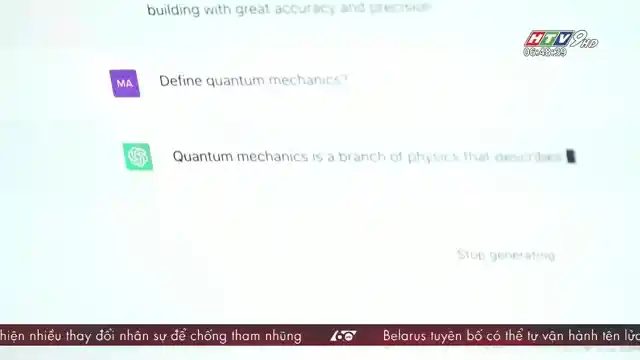 building with great accuracy and precision
HTV9 HD
06:48:39
MA
Define quantum mechanics?
Quantum mechanics is a branch of physics that describes
Stop generating
hiện nhiều thay đổi nhân sự để chống tham nhũng
60
Belarus tuyên bố có thể tự vận hành tên lửa